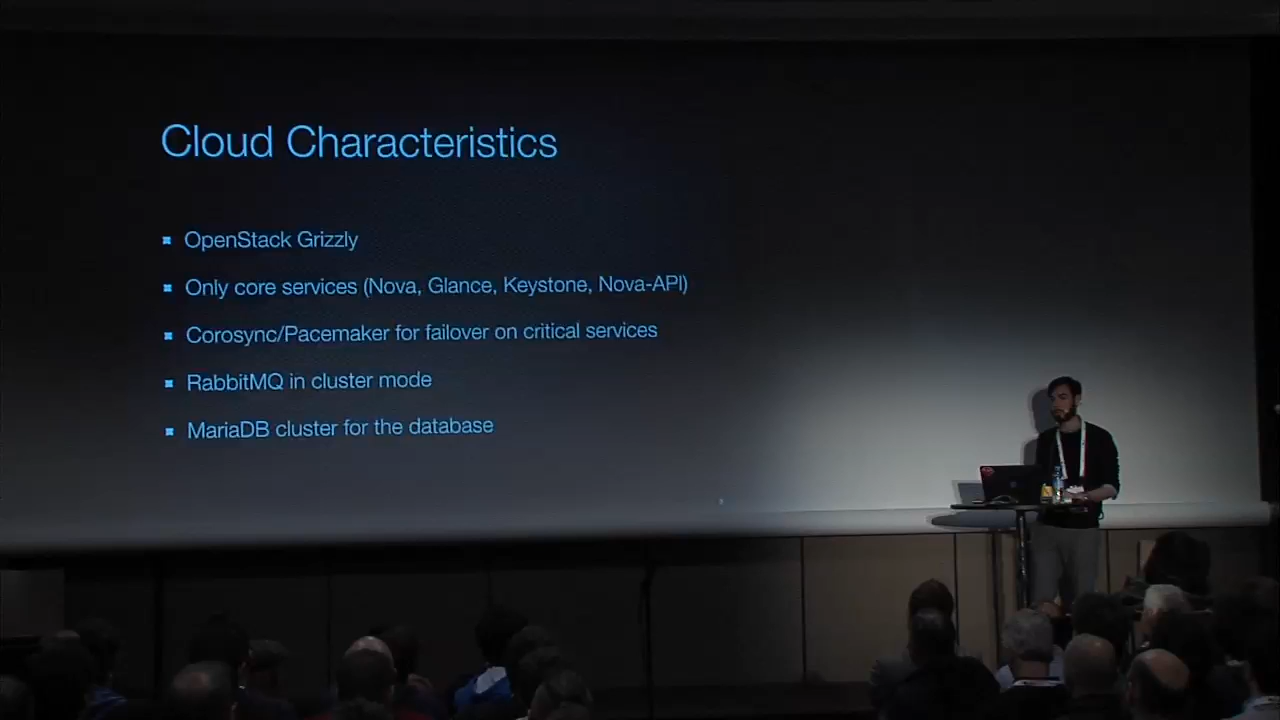 Cloud Characteristics
OpenStack Grizzly
Only core services (Nova, Glance, Keystone, Nova-API)
Corosync/Pacemaker for failover on critical services
RabbitMQ in cluster mode
MariaDB cluster for the database